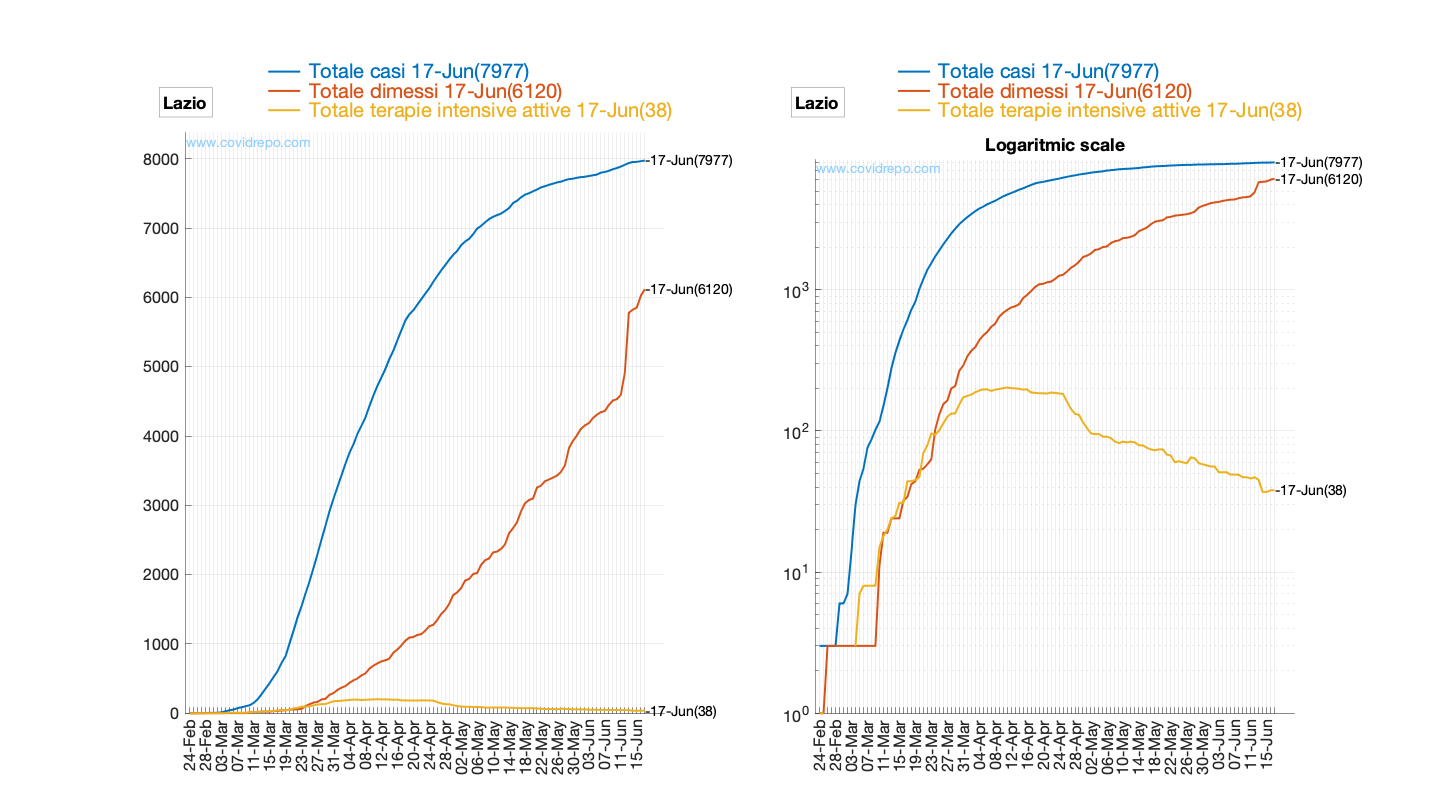 Totale casi 17-Jun(7977)
Totale dimessi 17-Jun(6120)
Totale terapie intensive attive 17-Jun(38)
Lazio
www.covidrepo.com
8000
7000
6000
5000
4000
3000
2000
1000
0
-17-Jun(7977)
-17-Jun(6120)
-17-Jun(38)
24-Feb
28-Feb
03-Mar
07-Mar
11-Mar
15-Mar
19-Mar
23-Mar
27-Mar
31-Mar
04-Apr
08-Apr
12-Apr
16-Apr
20-Apr
24-Apr
28-Apr
02-May
06-May
10-May
14-May
18-May
22-May
26-May
30-May
03-Jun
07-Jun
11-Jun
15-Jun
Totale casi 17-Jun(7977)
Totale dimessi 17-Jun(6120)
Totale terapie intensive attive 17-Jun(38)
Lazio
Logaritmic scale
www.covidrepo.com
10³
10²
10¹
10⁰
-17-Jun(7977)
-17-Jun(6120)
-17-Jun(38)
24-Feb
28-Feb
03-Mar
07-Mar
11-Mar
15-Mar
19-Mar
23-Mar
27-Mar
31-Mar
04-Apr
08-Apr
12-Apr
16-Apr
20-Apr
24-Apr
28-Apr
02-May
06-May
10-May
14-May
18-May
22-May
26-May
30-May
03-Jun
07-Jun
11-Jun
15-Jun